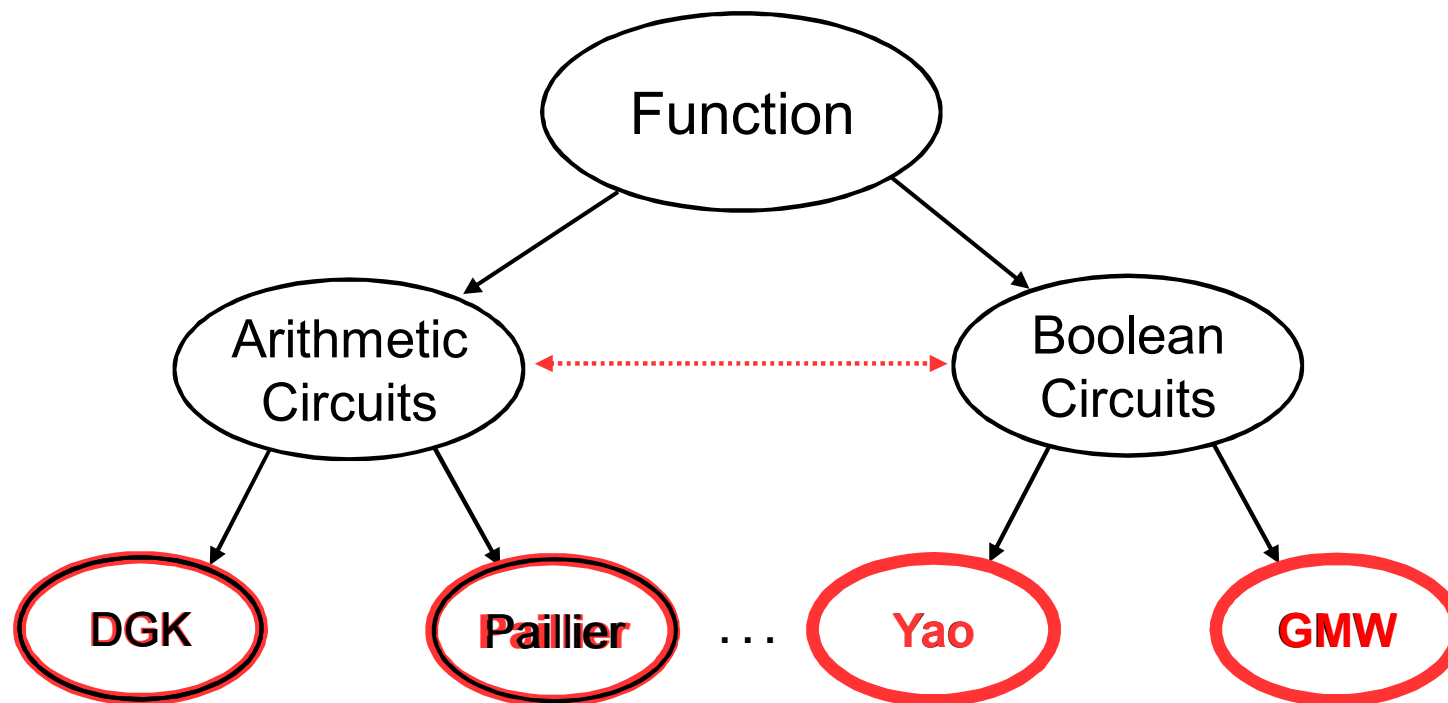 Function
Arithmetic
Circuits
Boolean
Circuits
DGK
Paillier
...
Yao
GMW